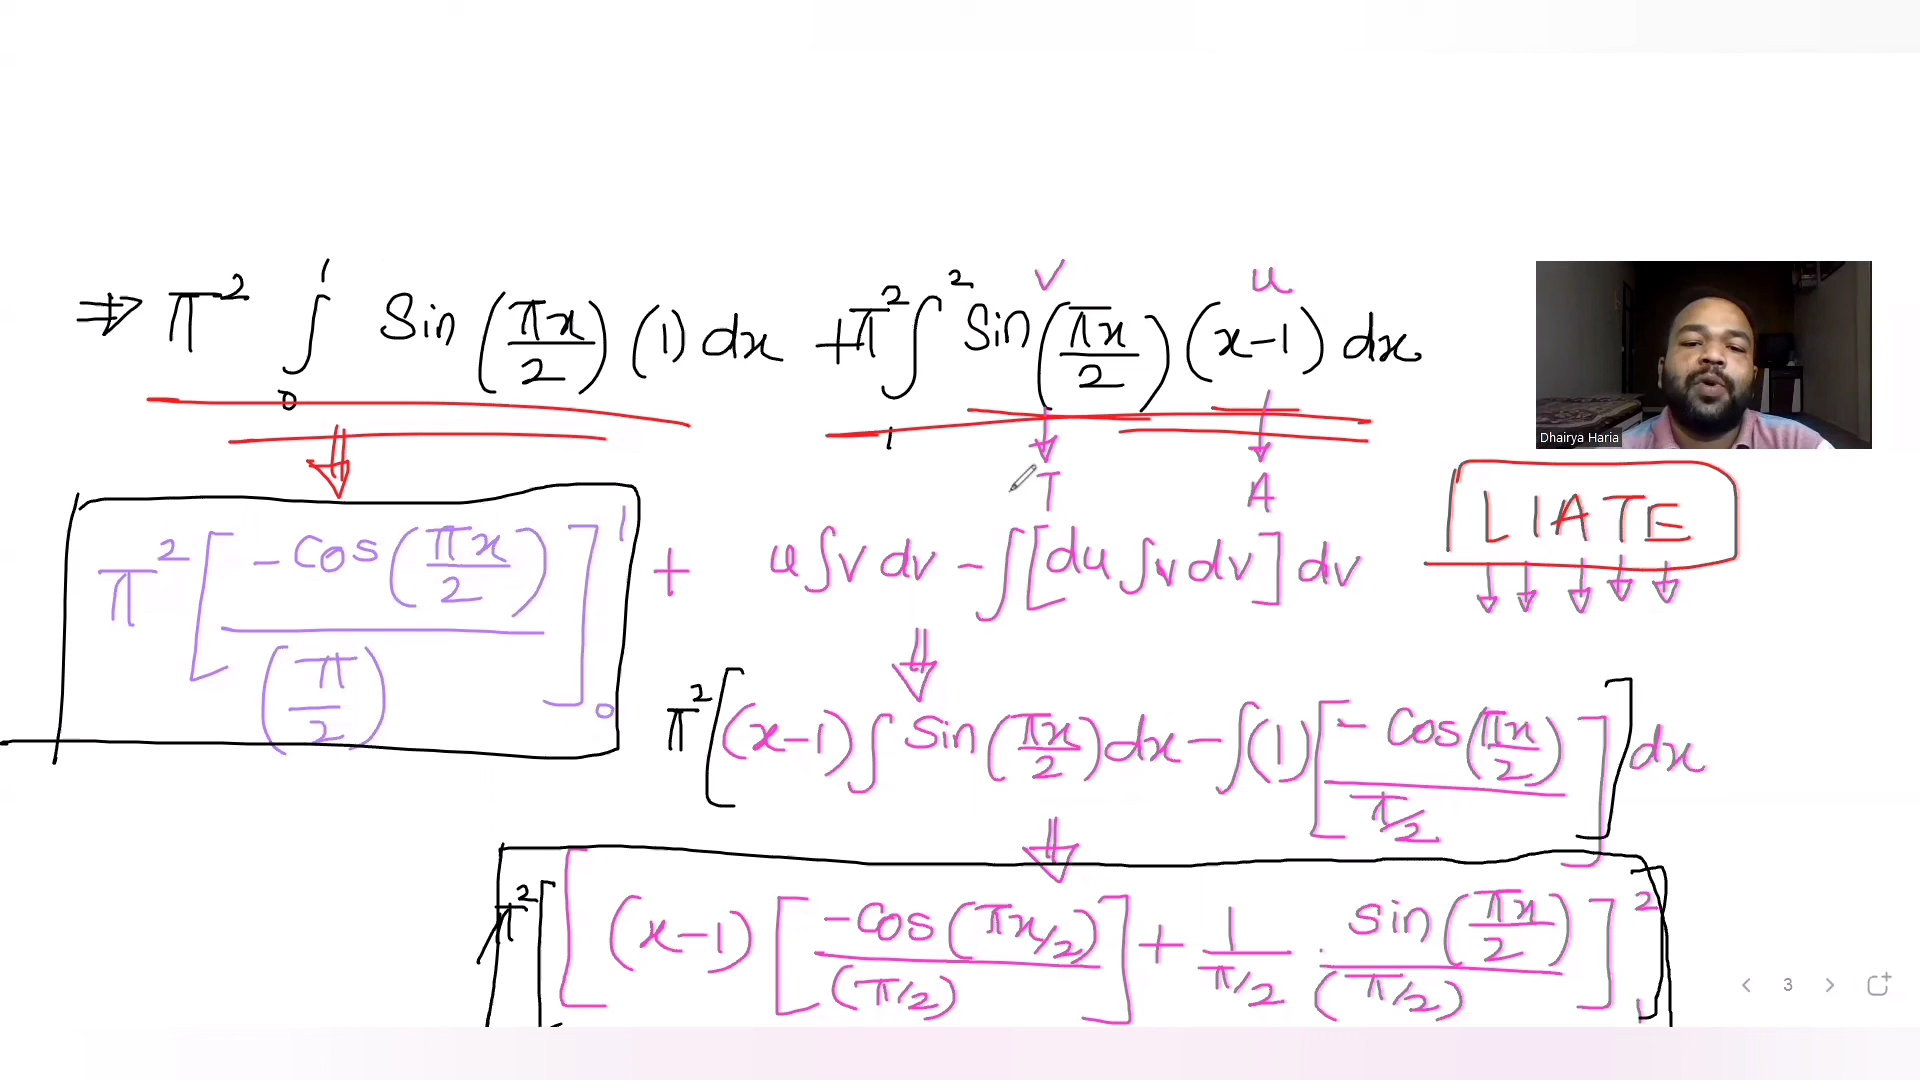 ⇒ π² ∫₀¹ Sin (πx/2) (1) dx + π² ∫₁² Sin (πx/2) (x-1) dx
v u
T A
Dhairya Haria
LIATE
π² [-cos (πx/2) / (π/2)]₀¹ + u∫v dv - ∫[du ∫v dv] dv
π² [(x-1) ∫ sin (πx/2) dx - ∫(1) [-cos (πx/2) / π/2]] dx
π² [[(x-1) [-cos (πx/2) / (π/2)] + 1/(π/2) . sin (πx/2) / (π/2)]₁²]
3